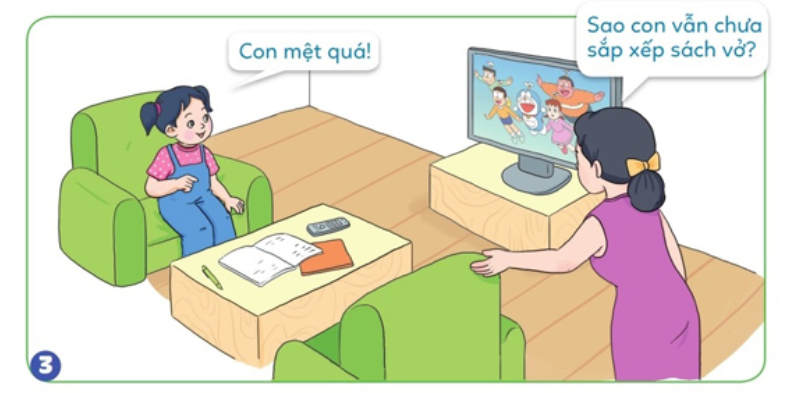 Sao con vẫn chưa
sắp xếp sách vở?
Con mệt quá!
3